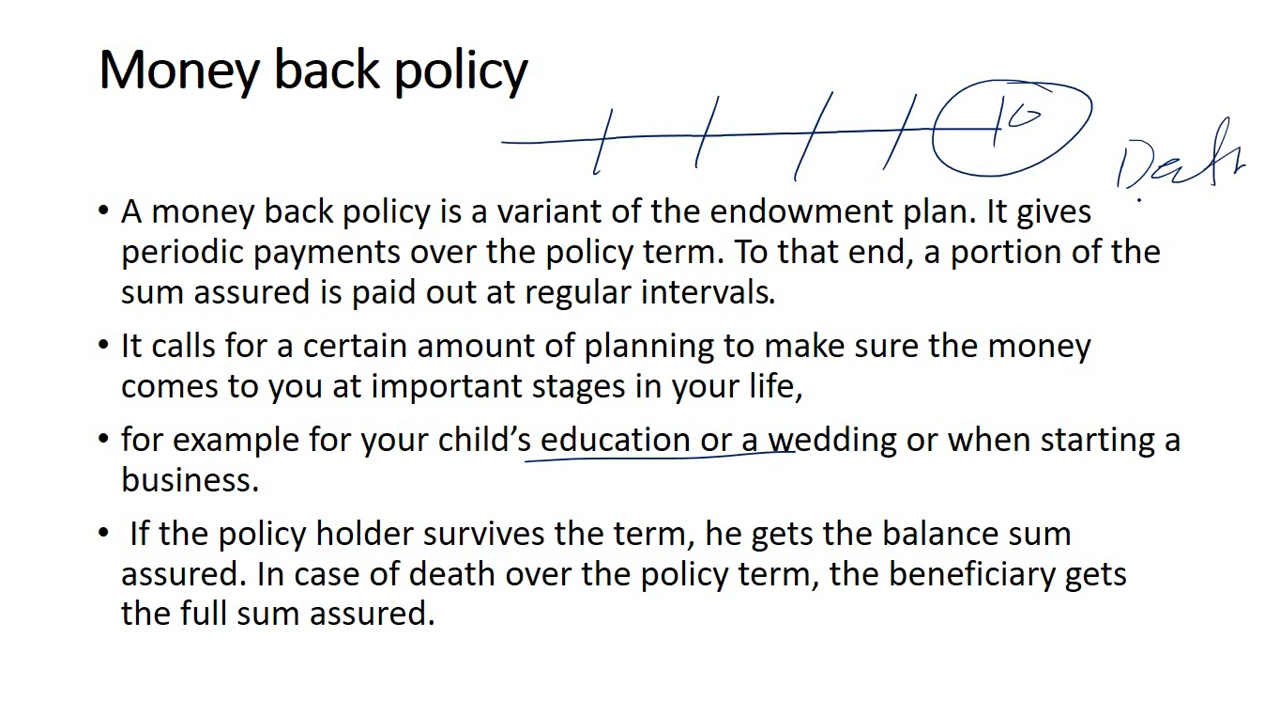 Money back policy
10
Death
• A money back policy is a variant of the endowment plan. It gives
periodic payments over the policy term. To that end, a portion of the
sum assured is paid out at regular intervals.
• It calls for a certain amount of planning to make sure the money
comes to you at important stages in your life,
• for example for your child’s education or a wedding or when starting a
business.
• If the policy holder survives the term, he gets the balance sum
assured. In case of death over the policy term, the beneficiary gets
the full sum assured.